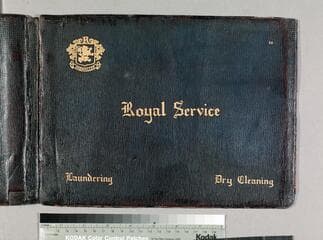 R
Royal Service
Laundering
Dry Cleaning
KODAK Color Control Patches
Kodak